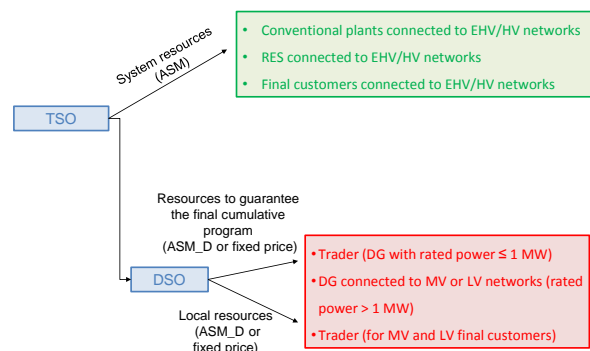 System resources
(ASM)
• Conventional plants connected to EHV/HV networks
• RES connected to EHV/HV networks
• Final customers connected to EHV/HV networks
TSO
Resources to guarantee
the final cumulative
program
(ASM_D or fixed price)
DSO
Local resources
(ASM_D or
fixed price)
• Trader (DG with rated power ≤ 1 MW)
• DG connected to MV or LV networks (rated
power > 1 MW)
• Trader (for MV and LV final customers)